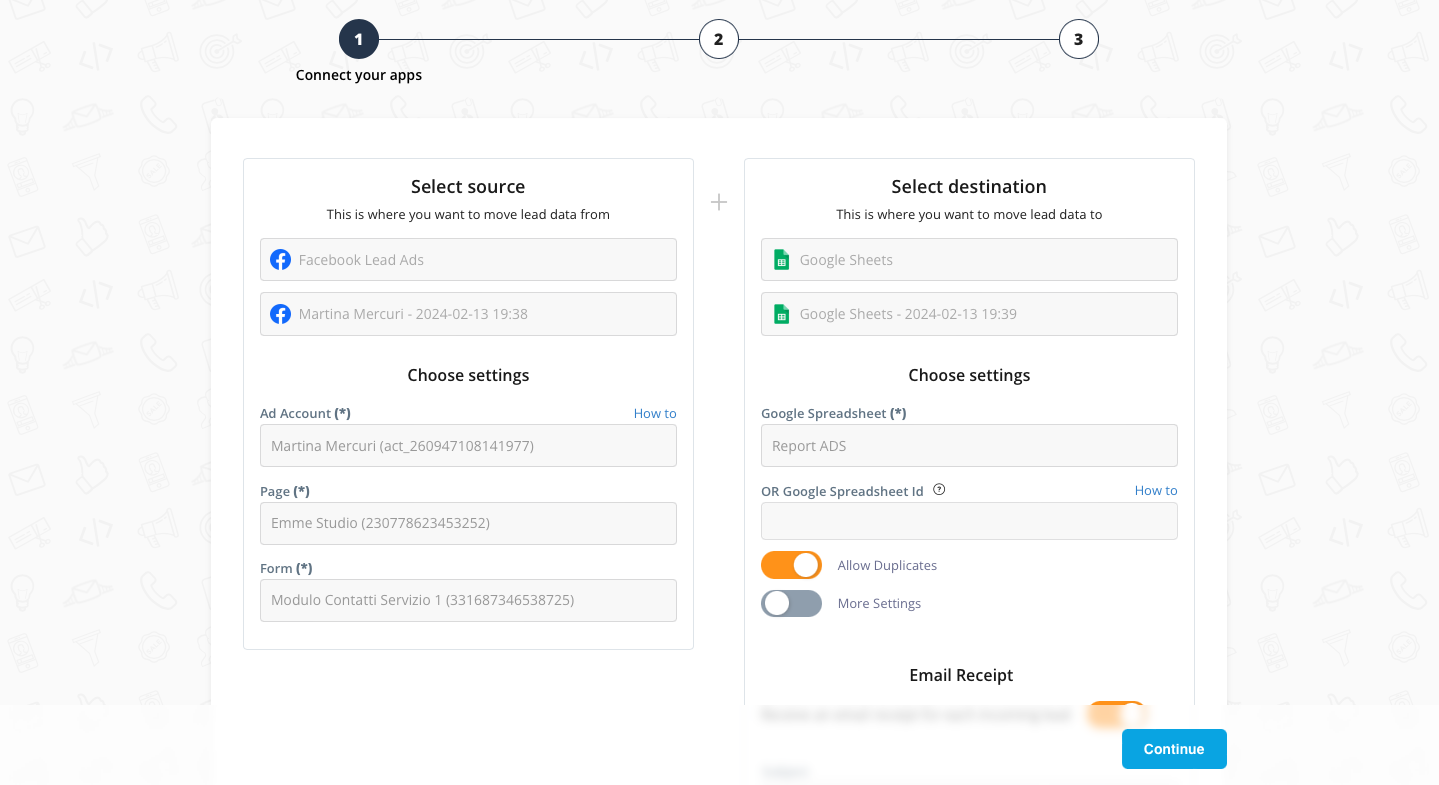 1
2
3
Connect your apps
Select source
This is where you want to move lead data from
Facebook Lead Ads
Martina Mercuri - 2024-02-13 19:38
Choose settings
Ad Account (*)
How to
Martina Mercuri (act_260947108141977)
Page (*)
Emme Studio (230778623453252)
Form (*)
Modulo Contatti Servizio 1 (331687346538725)
+
Select destination
This is where you want to move lead data to
Google Sheets
Google Sheets - 2024-02-13 19:39
Choose settings
Google Spreadsheet (*)
Report ADS
OR Google Spreadsheet Id ?
How to
Allow Duplicates
More Settings
Email Receipt
Continue